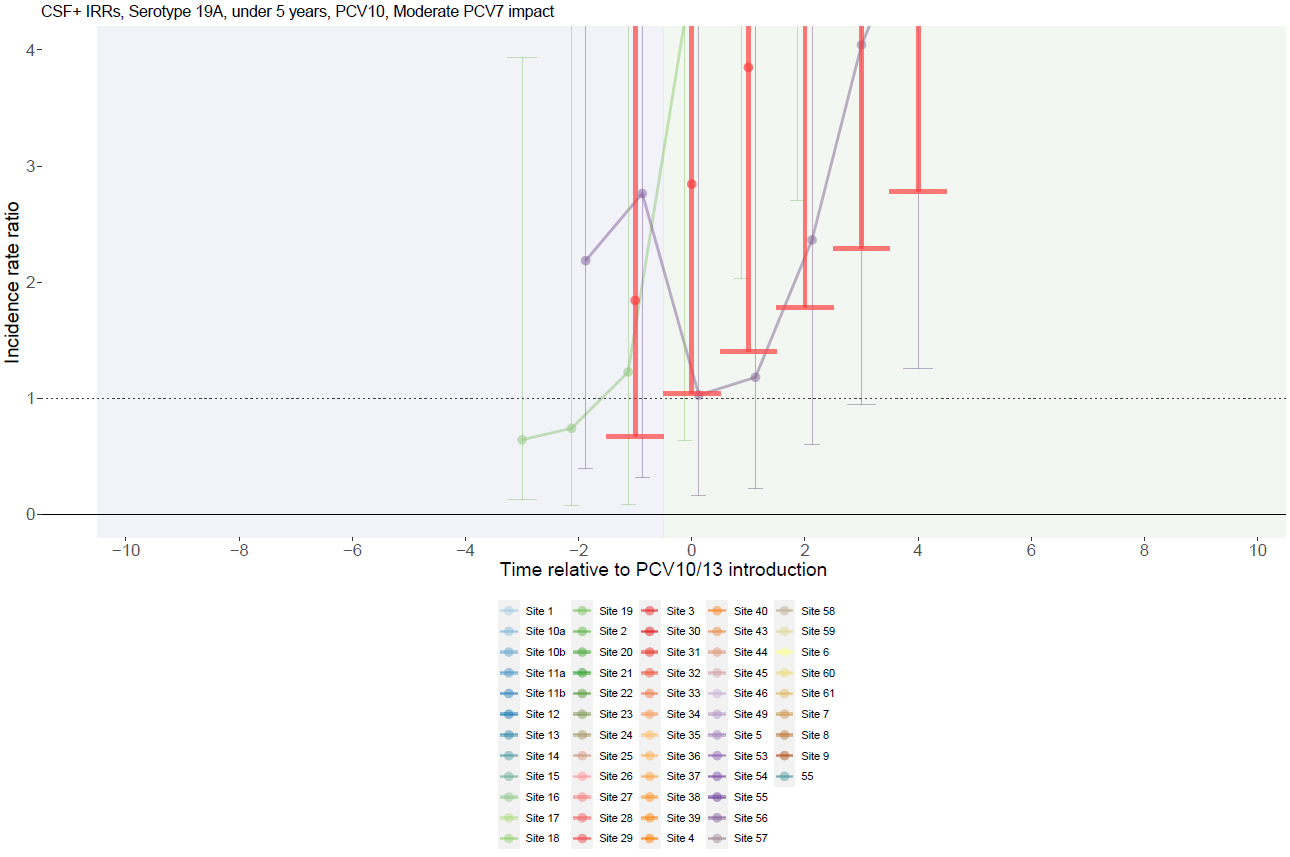 CSF+ IRRs, Serotype 19A, under 5 years, PCV10, Moderate PCV7 impact
Incidence rate ratio
4
3
2
1
0
−10 −8 −6 −4 −2 0 2 4 6 8 10
Time relative to PCV10/13 introduction
Site 1 Site 19 Site 3 Site 40 Site 58
Site 10a Site 2 Site 30 Site 43 Site 59
Site 10b Site 20 Site 31 Site 44 Site 6
Site 11a Site 21 Site 32 Site 45 Site 60
Site 11b Site 22 Site 33 Site 46 Site 61
Site 12 Site 23 Site 34 Site 49 Site 7
Site 13 Site 24 Site 35 Site 5 Site 8
Site 14 Site 25 Site 36 Site 53 Site 9
Site 15 Site 26 Site 37 Site 54 55
Site 16 Site 27 Site 38 Site 55
Site 17 Site 28 Site 39 Site 56
Site 18 Site 29 Site 4 Site 57